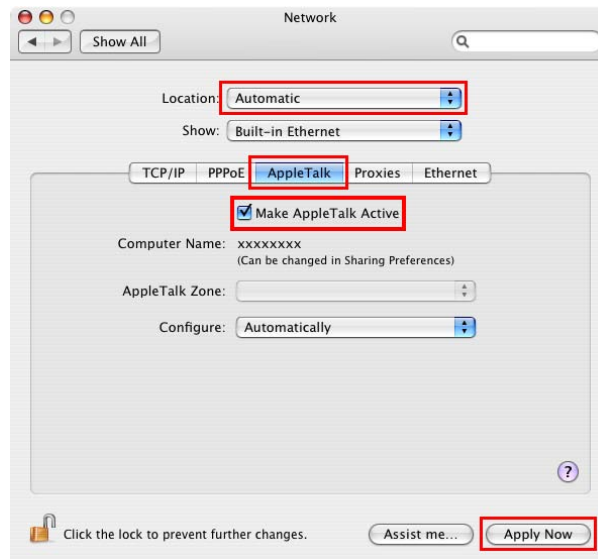 Network
Show All
Location: Automatic
Show: Built-in Ethernet
TCP/IP PPPoE AppleTalk Proxies Ethernet
Make AppleTalk Active
Computer Name: xxxxxxxx
(Can be changed in Sharing Preferences)
AppleTalk Zone:
Configure: Automatically
?
Click the lock to prevent further changes. Assist me... Apply Now